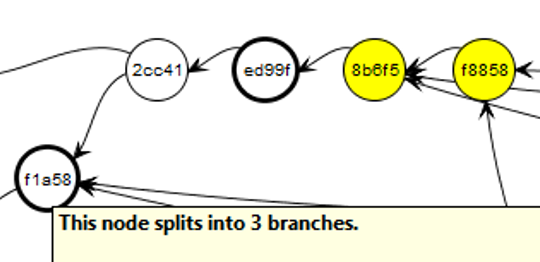 2cc41 ed99f 8b6f5 f8858
f1a58
This node splits into 3 branches.